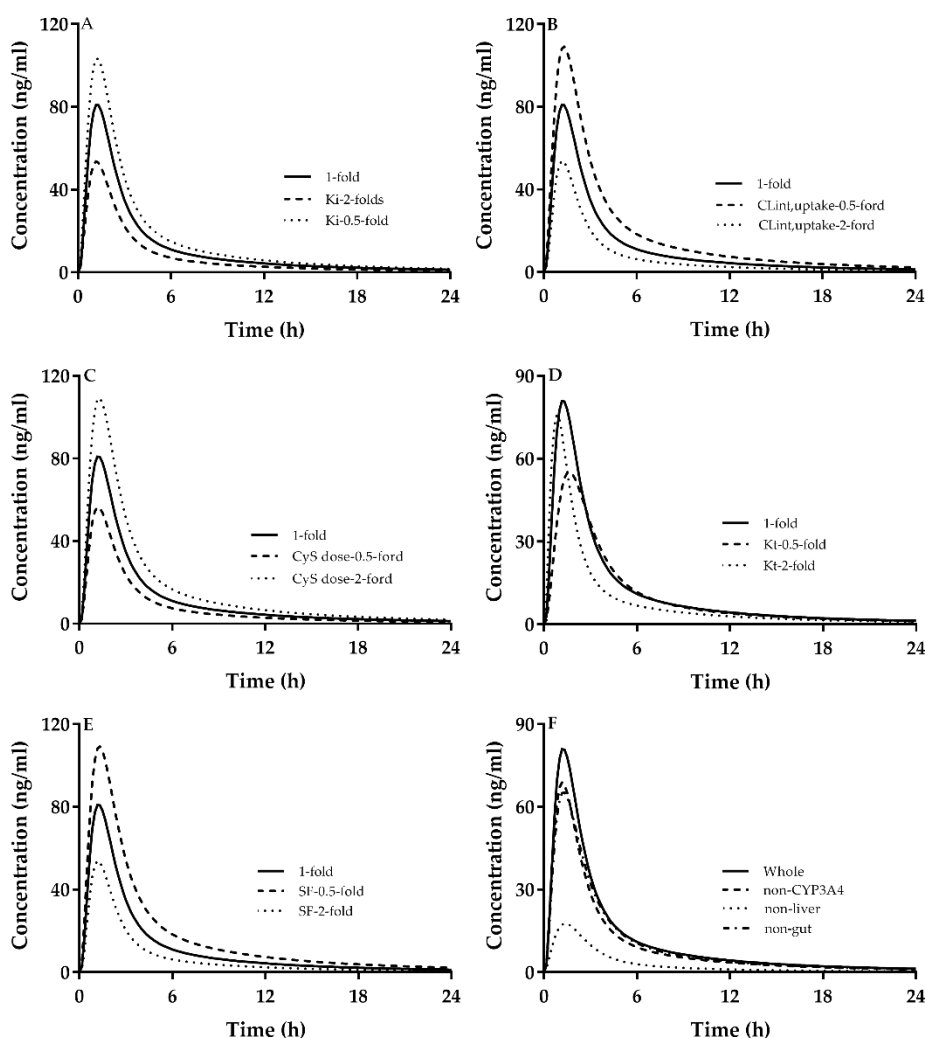 A
Concentration (ng/ml)
120
80
40
0
1-fold
Ki-2-folds
Ki-0.5-fold
0 6 12 18 24
Time (h)
B
Concentration (ng/ml)
120
80
40
0
1-fold
CLint,uptake-0.5-ford
CLint,uptake-2-ford
0 6 12 18 24
Time (h)
C
Concentration (ng/ml)
120
80
40
0
1-fold
CyS dose-0.5-ford
CyS dose-2-ford
0 6 12 18 24
Time (h)
D
Concentration (ng/ml)
90
60
30
0
1-fold
Kt-0.5-fold
Kt-2-fold
0 6 12 18 24
Time (h)
E
Concentration (ng/ml)
120
80
40
0
1-fold
SF-0.5-fold
SF-2-fold
0 6 12 18 24
Time (h)
F
Concentration (ng/ml)
90
60
30
0
Whole
non-CYP3A4
non-liver
non-gut
0 6 12 18 24
Time (h)